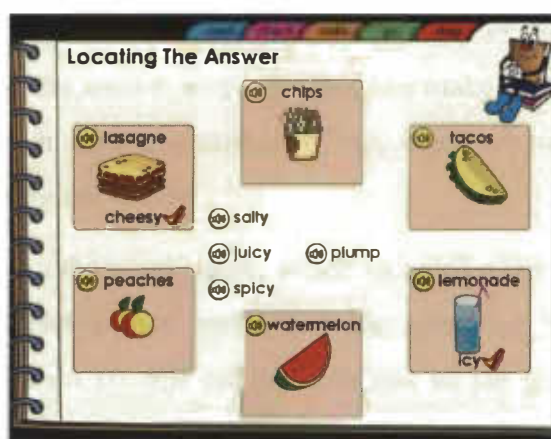 Locating The Answer
chips
lasagne
tacos
cheesy
salty
juicy
plump
peaches
spicy
lemonade
watermelon
icy